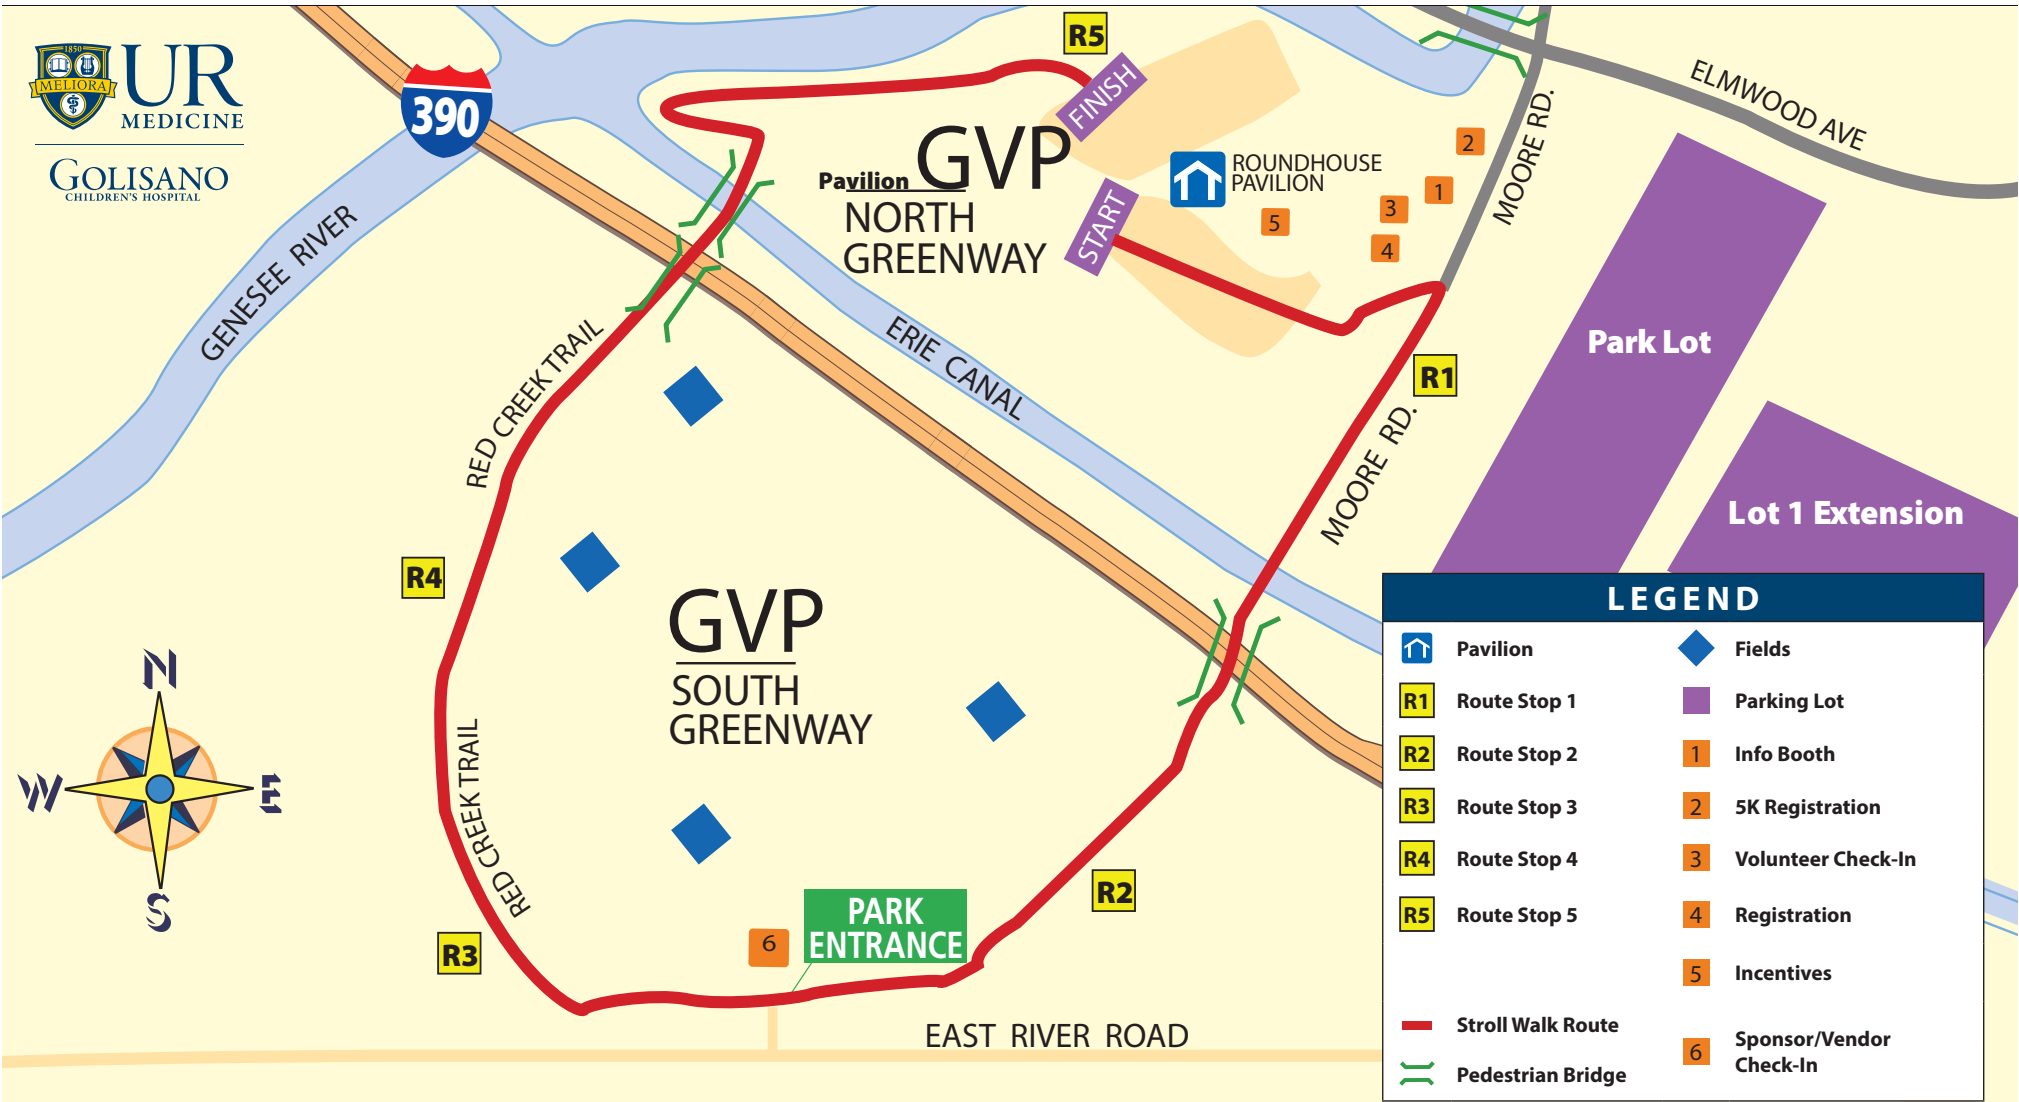 1850
MELIORA
UR
MEDICINE
GOLISANO
CHILDREN'S HOSPITAL
390
R5
FINISH
GVP
Pavilion
NORTH
GREENWAY
START
ROUNDHOUSE
PAVILION
2
1
3
5
4
ELMWOOD AVE
MOORE RD.
GENESEE RIVER
ERIE CANAL
RED CREEK TRAIL
R1
MOORE RD.
Park Lot
Lot 1 Extension
R4
GVP
SOUTH
GREENWAY
N
W
E
S
RED CREEK TRAIL
R3
R2
6
PARK
ENTRANCE
EAST RIVER ROAD
LEGEND
Pavilion
R1 Route Stop 1
R2 Route Stop 2
R3 Route Stop 3
R4 Route Stop 4
R5 Route Stop 5
Stroll Walk Route
Pedestrian Bridge
Fields
Parking Lot
1 Info Booth
2 5K Registration
3 Volunteer Check-In
4 Registration
5 Incentives
6 Sponsor/Vendor
Check-In